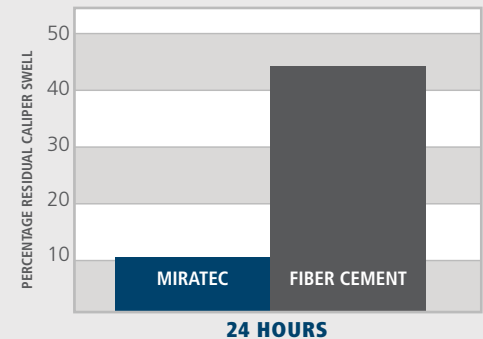 PERCENTAGE RESIDUAL CALIPER SWELL
50
40
30
20
10
MIRATEC
FIBER CEMENT
24 HOURS